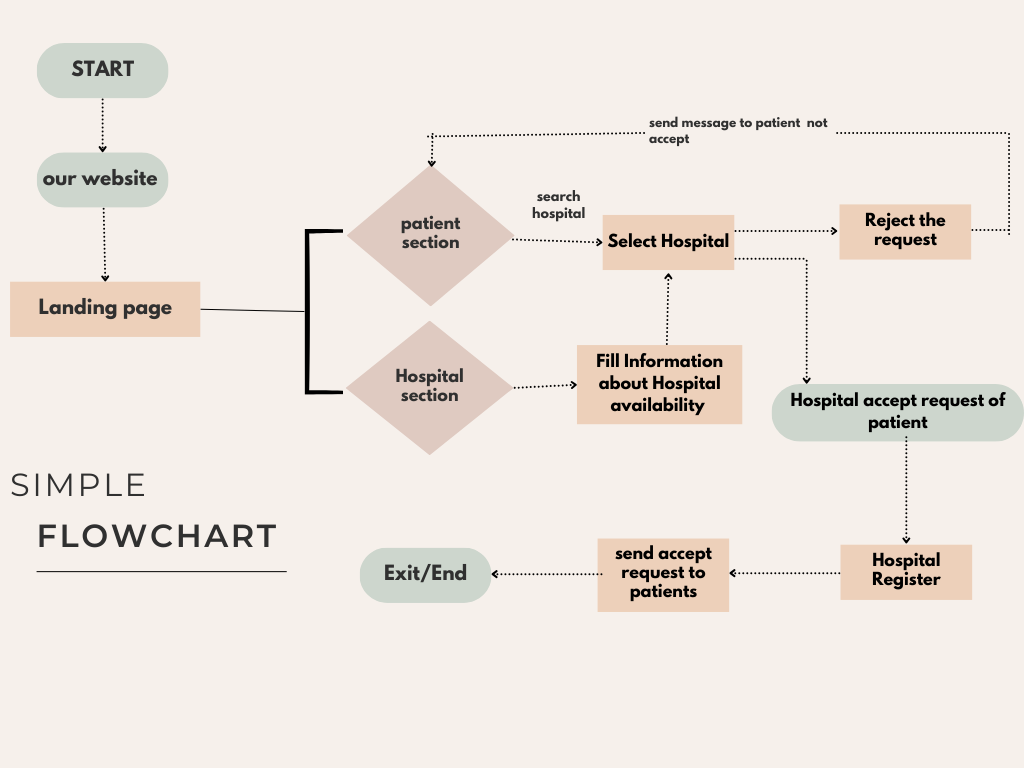 START
our website
Landing page
send message to patient  not
accept
patient
section
search
hospital
Select Hospital
Reject the
request
Hospital
section
Fill Information
about Hospital
availability
Hospital accept request of
patient
SIMPLE
FLOWCHART
Exit/End
send accept
request to
patients
Hospital
Register